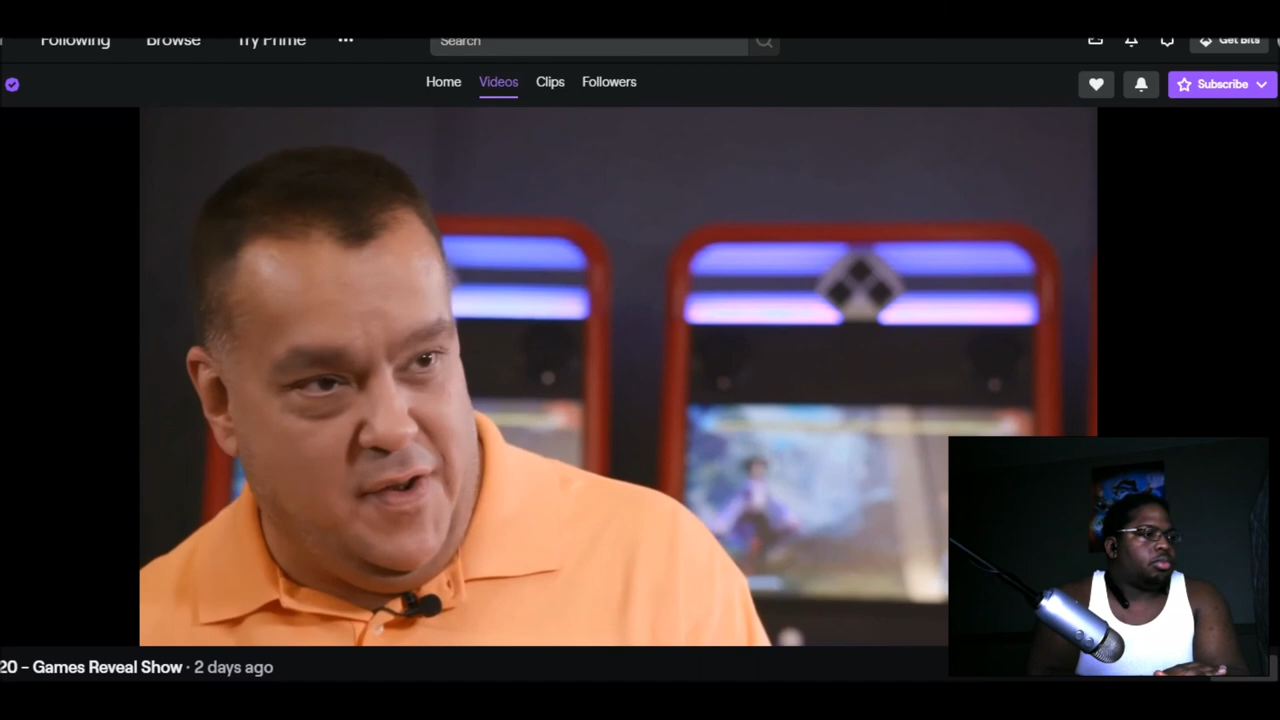 Following Browse Try Prime ... Search Get Bits
Home Videos Clips Followers Subscribe
20 – Games Reveal Show · 2 days ago